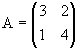 A = (3 2
1 4)